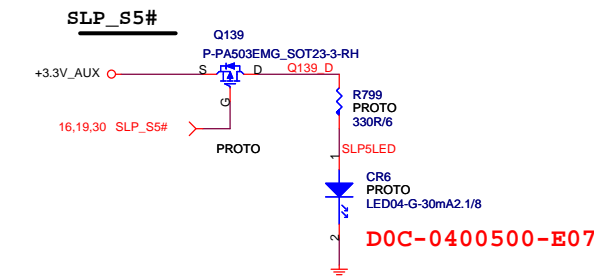 SLP_S5#
Q139
P-PA503EMG_SOT23-3-RH
+3.3V_AUX
S
D
Q139_D
G
R799
PROTO
330R/6
16,19,30 SLP_S5#
PROTO
SLP5LED
1
CR6
PROTO
LED04-G-30mA2.1/8
2
D0C-0400500-E07